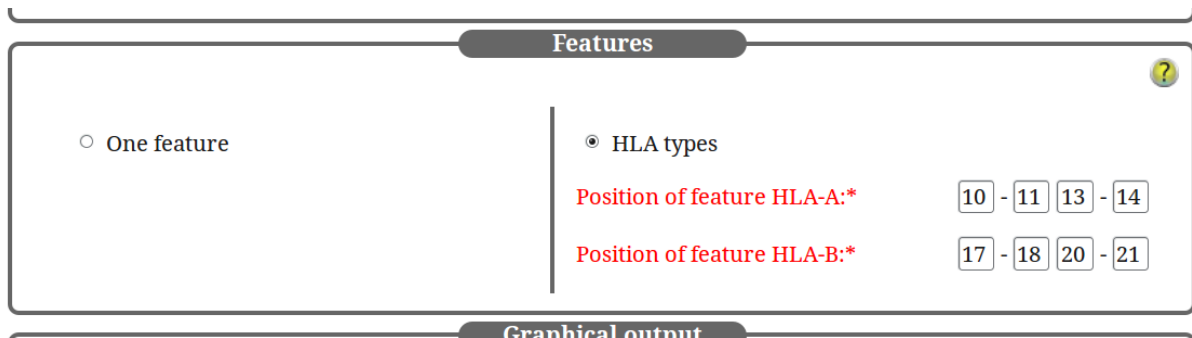 Features
?
One feature
HLA types
Position of feature HLA-A:* 10 - 11 13 - 14
Position of feature HLA-B:* 17 - 18 20 - 21
Graphical output